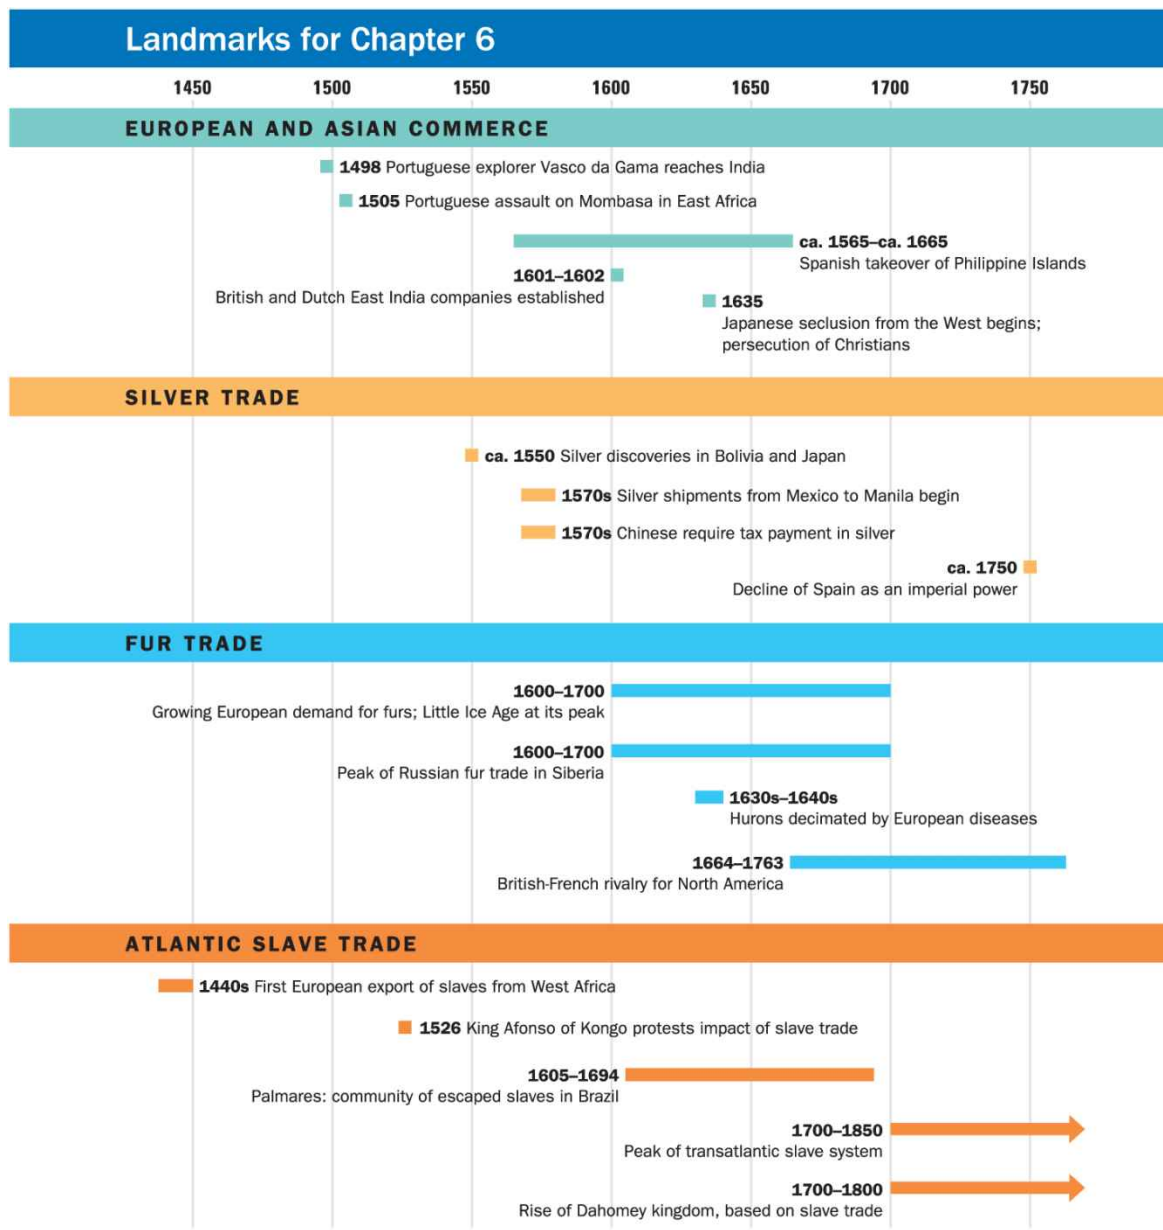 Landmarks for Chapter 6
1450 1500 1550 1600 1650 1700 1750
EUROPEAN AND ASIAN COMMERCE
1498 Portuguese explorer Vasco da Gama reaches India
1505 Portuguese assault on Mombasa in East Africa
ca. 1565–ca. 1665
Spanish takeover of Philippine Islands
1601–1602
British and Dutch East India companies established
1635
Japanese seclusion from the West begins;
persecution of Christians
SILVER TRADE
ca. 1550 Silver discoveries in Bolivia and Japan
1570s Silver shipments from Mexico to Manila begin
1570s Chinese require tax payment in silver
ca. 1750
Decline of Spain as an imperial power
FUR TRADE
1600–1700
Growing European demand for furs; Little Ice Age at its peak
1600–1700
Peak of Russian fur trade in Siberia
1630s–1640s
Hurons decimated by European diseases
1664–1763
British-French rivalry for North America
ATLANTIC SLAVE TRADE
1440s First European export of slaves from West Africa
1526 King Afonso of Kongo protests impact of slave trade
1605–1694
Palmares: community of escaped slaves in Brazil
1700–1850
Peak of transatlantic slave system
1700–1800
Rise of Dahomey kingdom, based on slave trade